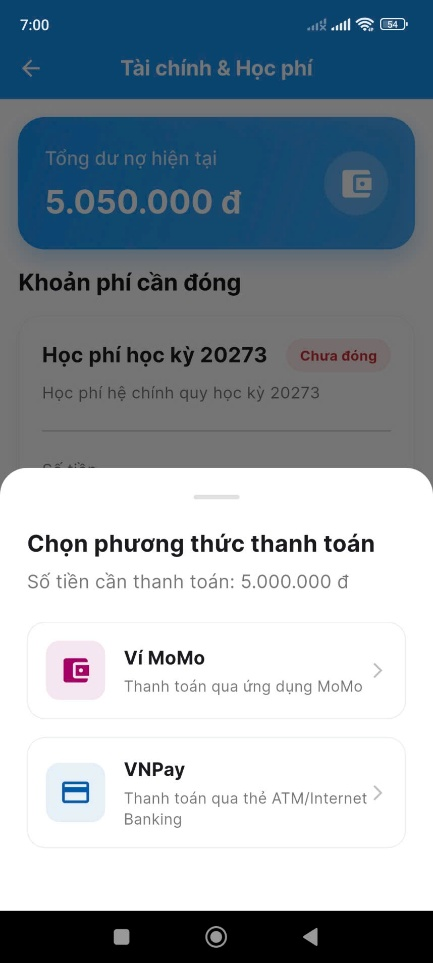 7:00
54
Tài chính & Học phí
Tổng dư nợ hiện tại
5.050.000 đ
Khoản phí cần đóng
Học phí học kỳ 20273
Chưa đóng
Học phí hệ chính quy học kỳ 20273
Số tiền
Chọn phương thức thanh toán
Số tiền cần thanh toán: 5.000.000 đ
Ví MoMo
Thanh toán qua ứng dụng MoMo
VNPay
Thanh toán qua thẻ ATM/Internet
Banking